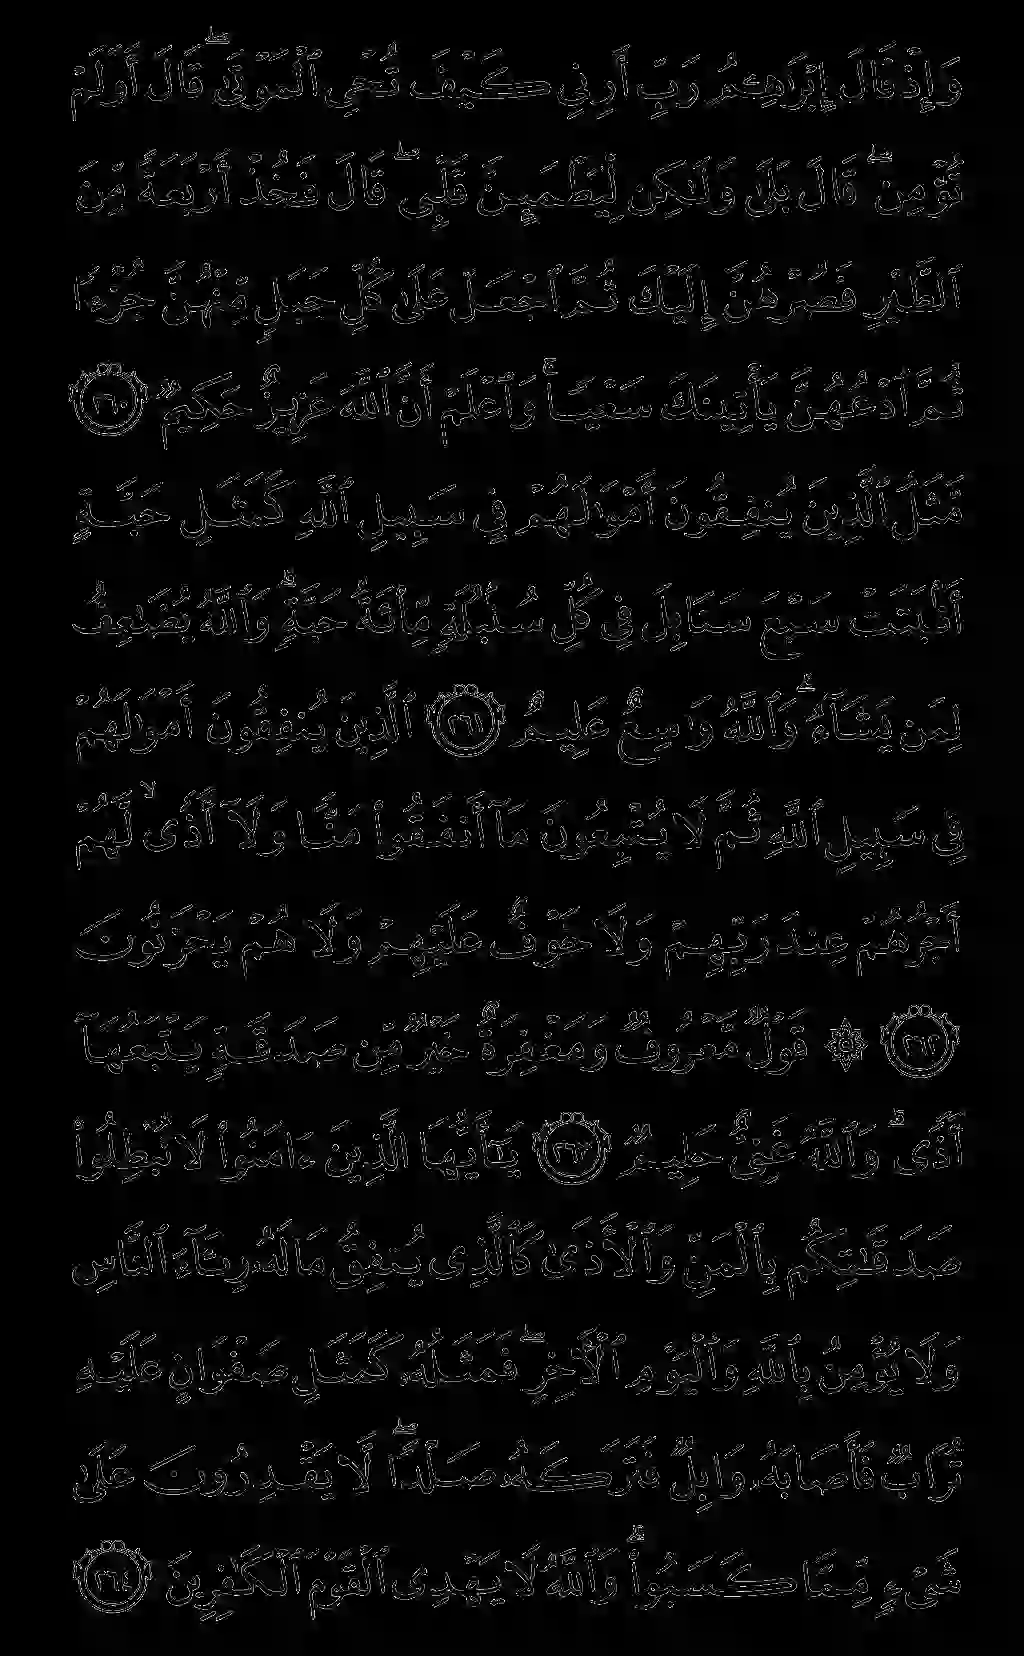 وَإِذْ قَالَ إِبْرَٰهِـۧمُ رَبِّ أَرِنِى كَيْفَ تُحْىِ ٱلْمَوْتَىٰ ۖ قَالَ أَوَلَمْ
تُؤْمِن ۖ قَالَ بَلَىٰ وَلَـٰكِن لِّيَطْمَئِنَّ قَلْبِى ۖ قَالَ فَخُذْ أَرْبَعَةً مِّنَ
ٱلطَّيْرِ فَصُرْهُنَّ إِلَيْكَ ثُمَّ ٱجْعَلْ عَلَىٰ كُلِّ جَبَلٍ مِّنْهُنَّ جُزْءًا
ثُمَّ ٱدْعُهُنَّ يَأْتِينَكَ سَعْيًا ۚ وَٱعْلَمْ أَنَّ ٱللَّهَ عَزِيزٌ حَكِيمٌ ٢٦٠
مَّثَلُ ٱلَّذِينَ يُنفِقُونَ أَمْوَٰلَهُمْ فِى سَبِيلِ ٱللَّهِ كَمَثَلِ حَبَّةٍ
أَنۢبَتَتْ سَبْعَ سَنَابِلَ فِى كُلِّ سُنۢبُلَةٍ مِّا۟ئَةُ حَبَّةٍ ۗ وَٱللَّهُ يُضَـٰعِفُ
لِمَن يَشَآءُ ۗ وَٱللَّهُ وَٰسِعٌ عَلِيمٌ ٢٦١ ٱلَّذِينَ يُنفِقُونَ أَمْوَٰلَهُمْ
فِى سَبِيلِ ٱللَّهِ ثُمَّ لَا يُتْبِعُونَ مَآ أَنفَقُوا۟ مَنًّا وَلَآ أَذًى ۙ لَّهُمْ
أَجْرُهُمْ عِندَ رَبِّهِمْ وَلَا خَوْفٌ عَلَيْهِمْ وَلَا هُمْ يَحْزَنُونَ
٢٦٢ ۞ قَوْلٌ مَّعْرُوفٌ وَمَغْفِرَةٌ خَيْرٌ مِّن صَدَقَةٍ يَتْبَعُهَآ
أَذًى ۗ وَٱللَّهُ غَنِىٌّ حَلِيمٌ ٢٦٣ يَـٰٓأَيُّهَا ٱلَّذِينَ ءَامَنُوا۟ لَا تُبْطِلُوا۟
صَدَقَـٰتِكُم بِٱلْمَنِّ وَٱلْأَذَىٰ كَٱلَّذِى يُنفِقُ مَالَهُۥ رِئَآءَ ٱلنَّاسِ
وَلَا يُؤْمِنُ بِٱللَّهِ وَٱلْيَوْمِ ٱلْـَٔاخِرِ ۖ فَمَثَلُهُۥ كَمَثَلِ صَفْوَانٍ عَلَيْهِ
تُرَابٌ فَأَصَابَهُۥ وَابِلٌ فَتَرَكَهُۥ صَلْدًا ۖ لَّا يَقْدِرُونَ عَلَىٰ
شَىْءٍ مِّمَّا كَسَبُوا۟ ۗ وَٱللَّهُ لَا يَهْدِى ٱلْقَوْمَ ٱلْكَـٰفِرِينَ ٢٦٤